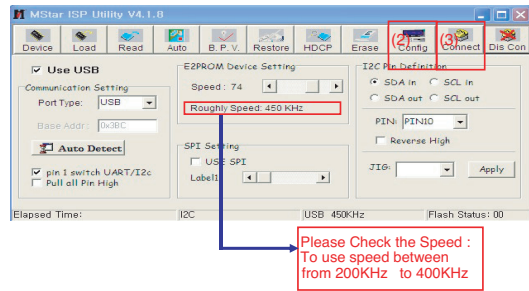 MStar ISP Utility V4.1.8
Device Load Read Auto B. P. V. Restore HDCP Erase Config Connect Dis Con
(2) (3)
Use USB
Communication Setting
Port Type: USB
Base Addr: 0x3BC
Auto Detect
pin 1 switch UART/I2c
Pull all Pin High
E2PROM Device Setting
Speed : 74
Roughly Speed: 450 KHz
SPI Setting
USE SPI
Label1
I2C Pin Definition
SDA in SCL in
SDA out SCL out
PIN: PIN10
Reverse High
JIG: Apply
Elapsed Time: I2C USB 450KHz Flash Status: 00
Please Check the Speed :
To use speed between
from 200KHz to 400KHz